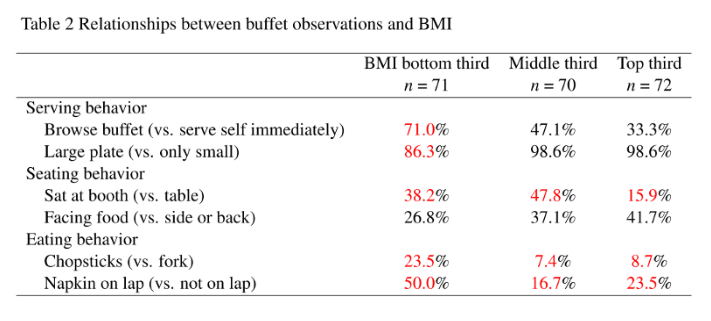 Table 2 Relationships between buffet observations and BMI
BMI bottom third Middle third Top third
n = 71 n = 70 n = 72
Serving behavior
Browse buffet (vs. serve self immediately) 71.0% 47.1% 33.3%
Large plate (vs. only small) 86.3% 98.6% 98.6%
Seating behavior
Sat at booth (vs. table) 38.2% 47.8% 15.9%
Facing food (vs. side or back) 26.8% 37.1% 41.7%
Eating behavior
Chopsticks (vs. fork) 23.5% 7.4% 8.7%
Napkin on lap (vs. not on lap) 50.0% 16.7% 23.5%